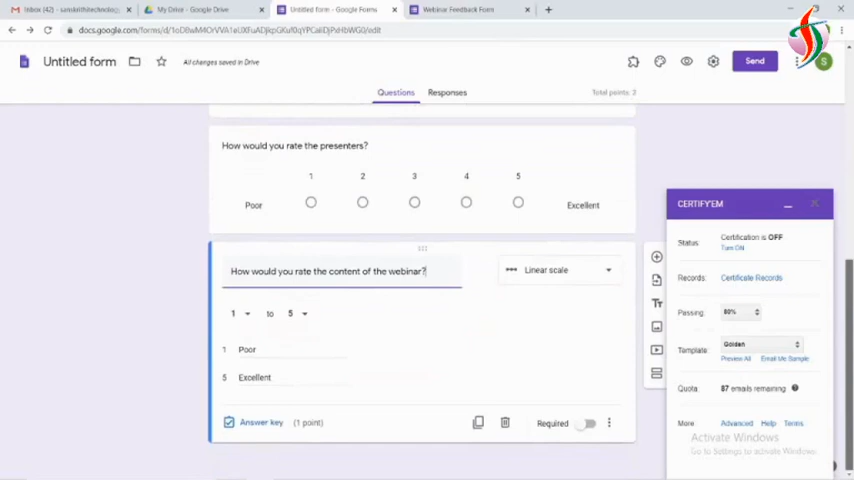 Inbox (42) - sanskrithitechnology
My Drive - Google Drive
Untitled form - Google Forms
Webinar Feedback Form
Untitled form
All changes saved in Drive
Send
S
Questions
Responses
Total points: 3
How would you rate the presenters?
1 2 3 4 5
Poor
Excellent
How would you rate the content of the webinar?
Linear scale
1 to 5
1 Poor
5 Excellent
Answer key (1 point)
Required
CERTIFY'EM
Status:
Certification is OFF
Turn ON
Records:
Certificate Records
Passing:
80%
Template:
Golden
Preview All
Email Me Sample
Quota:
87 emails remaining
More:
Advanced
Help
Terms
Activate Windows
Go to Settings to activate Windows.